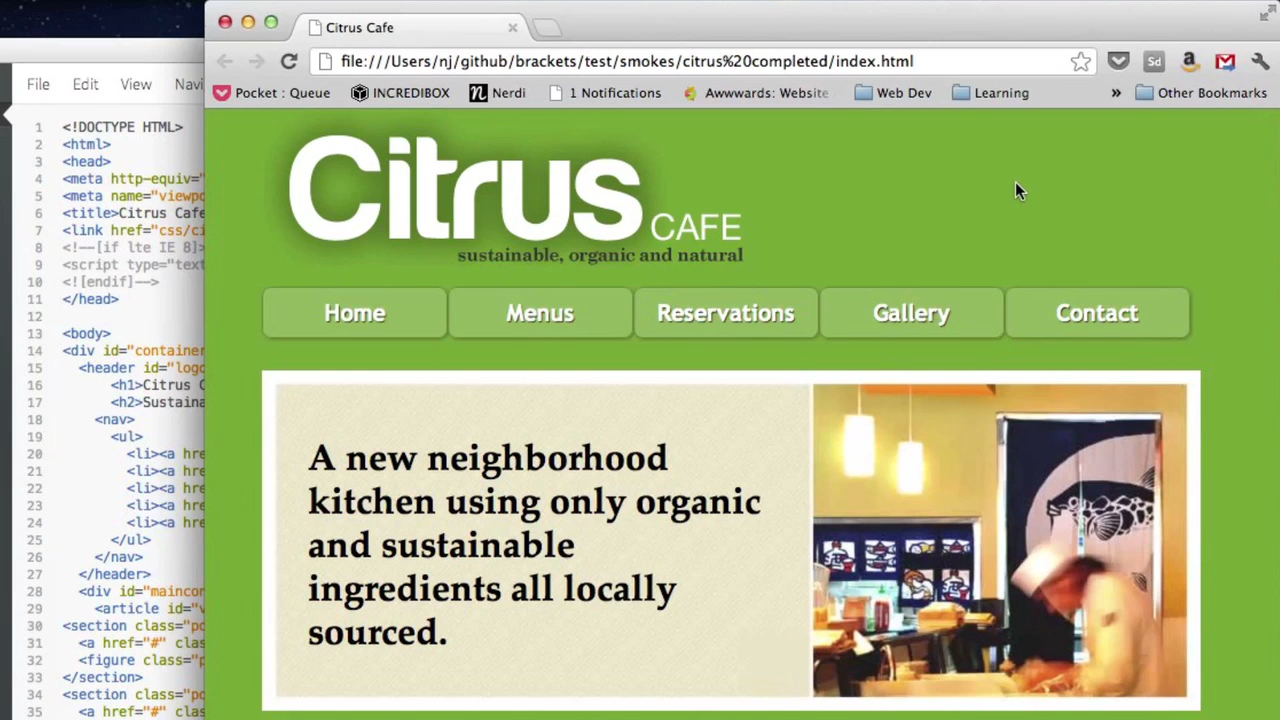 Citrus Cafe
file:///Users/nj/github/brackets/test/smokes/citrus%20completed/index.html
Sd
Pocket : Queue
INCREDIBOX
Nerdi
1 Notifications
Awwwards: Website
Web Dev
Learning
»
Other Bookmarks
File Edit View Navi
1 <!DOCTYPE HTML>
2 <html>
3 <head>
4 <meta http-equiv="
5 <meta name="viewpo
6 <title>Citrus Cafe
7 <link href="css/ci
8 <!--[if lte IE 8]>
9 <script type="text
10 <![endif]-->
11 </head>
12
13 <body>
14 <div id="container
15 <header id="logo
16 <h1>Citrus C
17 <h2>Sustaina
18 <nav>
19 <ul>
20 <li><a hre
21 <li><a hre
22 <li><a hre
23 <li><a hre
24 <li><a hre
25 </ul>
26 </nav>
27 </header>
28 <div id="maincon
29 <article id="v
30 <section class="po
31 <a href="#" clas
32 <figure class="p
33 </section>
34 <section class="po
35 <a href="#" clas
Citrus CAFE
sustainable, organic and natural
Home
Menus
Reservations
Gallery
Contact
A new neighborhood
kitchen using only organic
and sustainable
ingredients all locally
sourced.